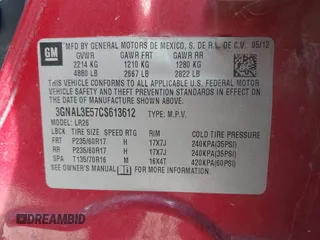 GM
MFD BY GENERAL MOTORS DE MEXICO, S. DE R.L. DE C.V. 05/12
GVWR GAWR FRT GAWR RR
2214 KG 1210 KG 1280 KG
4880 LB 2667 LB 2822 LB
THIS VEHICLE CONFORMS TO ALL APPLICABLE U.S. FEDERAL MOTOR VEHICLE SAFETY, BUMPER, AND THEFT PREVENTION STANDARDS IN EFFECT ON THE DATE OF MANUFACTURE SHOWN ABOVE.
3GNAL3E57CS613612 TYPE: M.P.V.
MODEL: LR26
TIRE SIZE SPEED RTG RIM COLD TIRE PRESSURE
FRT P235/60R17 H 17X7J 240KPA(35PSI)
RR P235/60R17 H 17X7J 240KPA(35PSI)
SPA T135/70R16 M 16X4T 420KPA(60PSI)
SEE OWNER'S MANUAL
DREAMBID